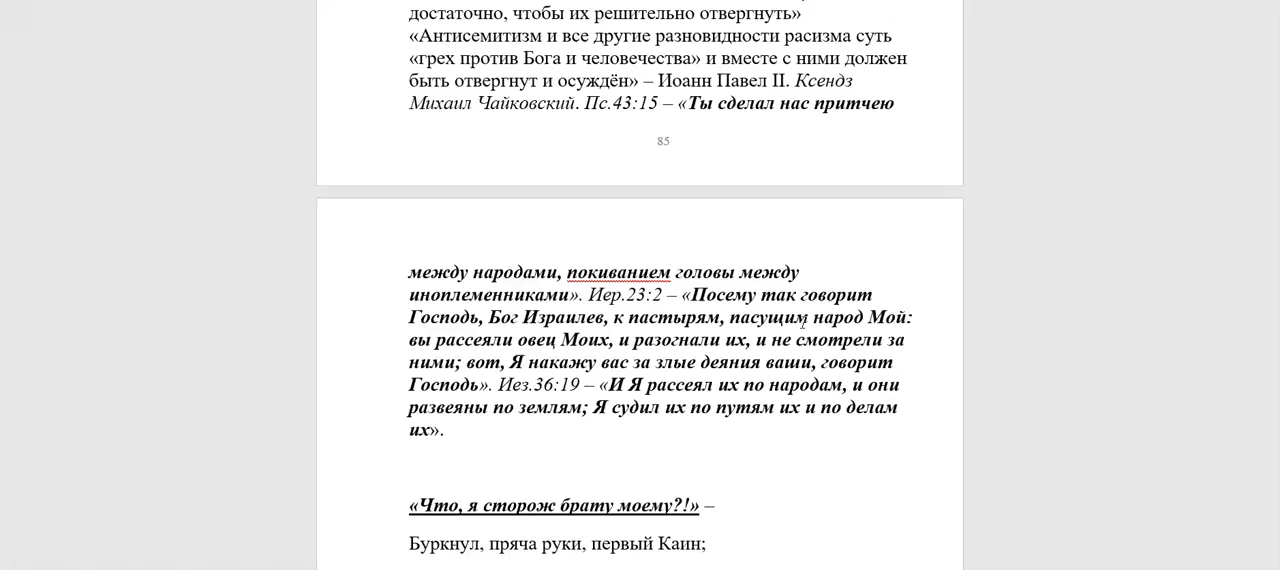 достаточно, чтобы их решительно отвергнуть»
«Антисемитизм и все другие разновидности расизма суть
«грех против Бога и человечества» и вместе с ними должен
быть отвергнут и осуждён» – Иоанн Павел II. Ксендз
Михаил Чайковский. Пс.43:15 – «Ты сделал нас притчею
85
между народами, покиванием головы между
иноплеменниками». Иер.23:2 – «Посему так говорит
Господь, Бог Израилев, к пастырям, пасущим народ Мой:
вы рассеяли овец Моих, и разогнали их, и не смотрели за
ними; вот, Я накажу вас за злые деяния ваши, говорит
Господь». Иез.36:19 – «И Я рассеял их по народам, и они
развеяны по землям; Я судил их по путям их и по делам
их».
«Что, я сторож брату моему?!» –
Буркнул, пряча руки, первый Каин;